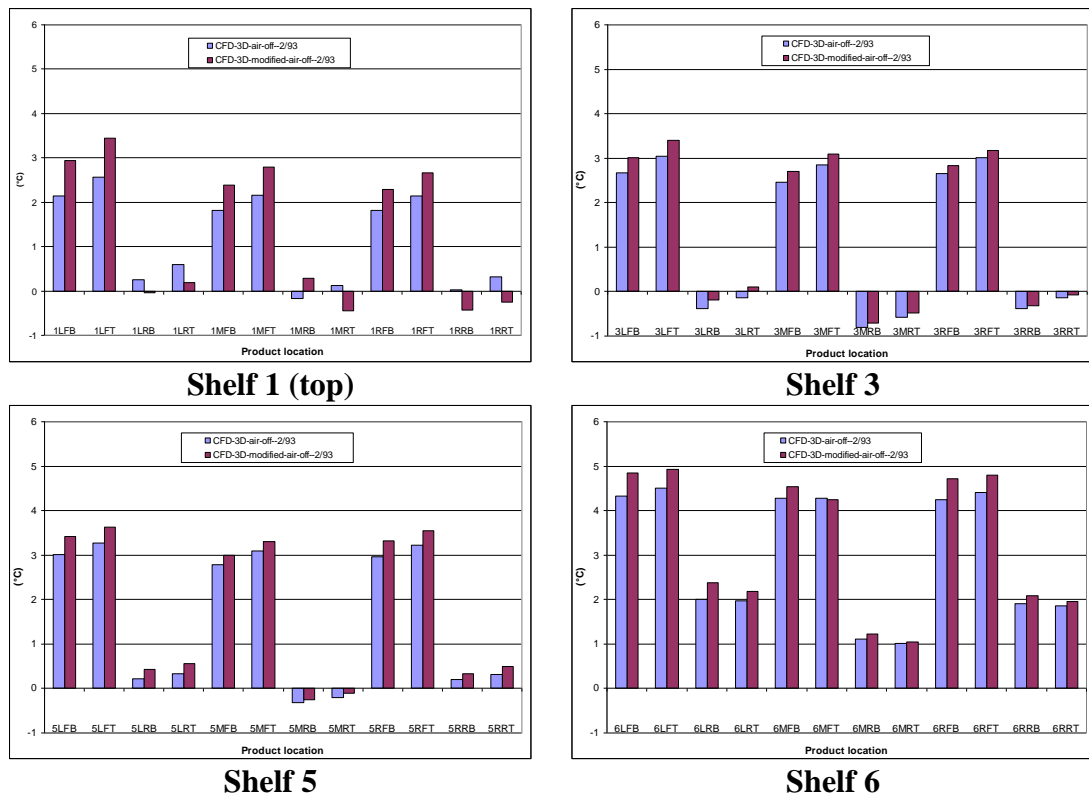 6
5
4
3
2
1
0
-1
(°C)
CFD-3D-air-off--2/93
CFD-3D-modified-air-off--2/93
1LFB 1LFT 1LRB 1LRT 1MFB 1MFT 1MRB 1MRT 1RFB 1RFT 1RRB 1RRT
Product location
Shelf 1 (top)
6
5
4
3
2
1
0
-1
(°C)
CFD-3D-air-off--2/93
CFD-3D-modified-air-off--2/93
3LFB 3LFT 3LRB 3LRT 3MFB 3MFT 3MRB 3MRT 3RFB 3RFT 3RRB 3RRT
Product location
Shelf 3
6
5
4
3
2
1
0
-1
(°C)
CFD-3D-air-off--2/93
CFD-3D-modified-air-off--2/93
5LFB 5LFT 5LRB 5LRT 5MFB 5MFT 5MRB 5MRT 5RFB 5RFT 5RRB 5RRT
Product location
Shelf 5
6
5
4
3
2
1
0
-1
(°C)
CFD-3D-air-off--2/93
CFD-3D-modified-air-off--2/93
6LFB 6LFT 6LRB 6LRT 6MFB 6MFT 6MRB 6MRT 6RFB 6RFT 6RRB 6RRT
Product location
Shelf 6